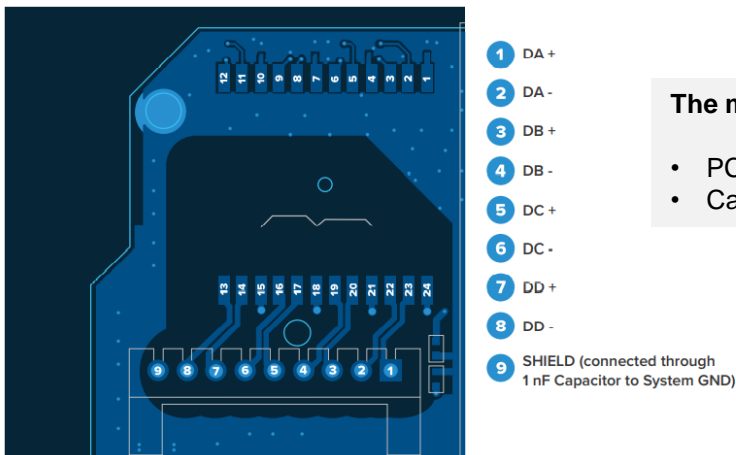 12 11 10 9 8 7 6 5 4 3 2 1
1 DA +
2 DA -
3 DB +
4 DB -
5 DC +
6 DC -
7 DD +
8 DD -
9 SHIELD (connected through
1 nF Capacitor to System GND)
The
•
•
13 14 15 16 17 18 19 20 21 22 23 24
9 8 7 6 5 4 3 2 1